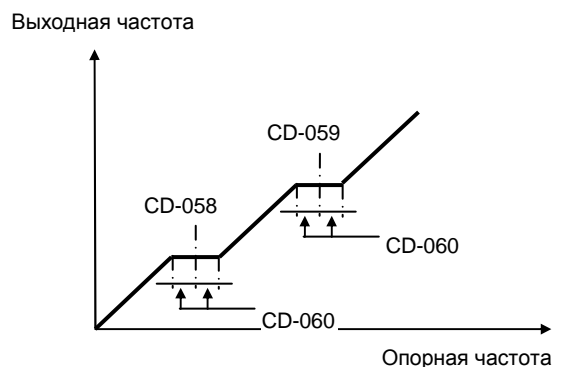 Выходная частота
CD-059
CD-058
CD-060
CD-060
Опорная частота